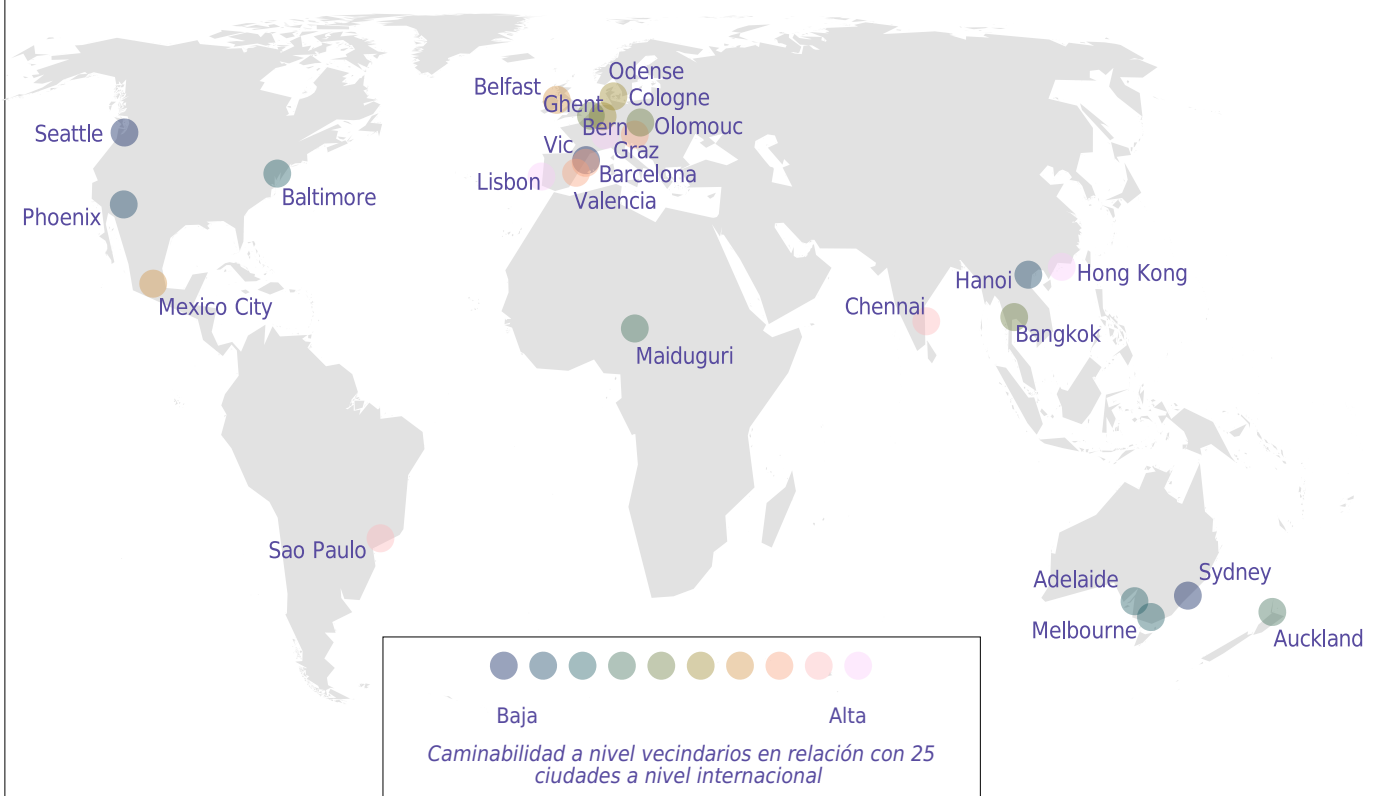 Odense
Belfast
Cologne
Ghent
Seattle
Bern
Olomouc
Vic
Graz
Barcelona
Lisbon
Baltimore
Valencia
Phoenix
Hanoi
Hong Kong
Mexico City
Chennai
Bangkok
Maiduguri
Sao Paulo
Sydney
Adelaide
Melbourne
Auckland
Baja
Alta
Caminabilidad a nivel vecindarios en relación con 25
ciudades a nivel internacional